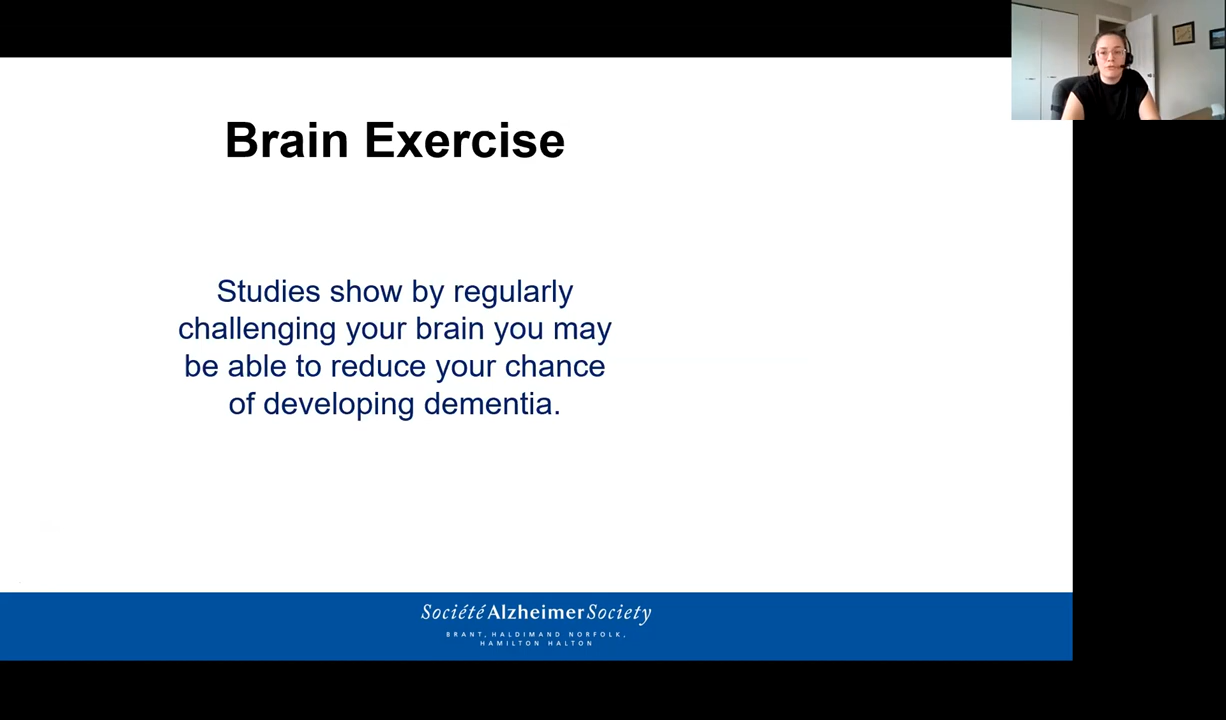 Brain Exercise
Studies show by regularly
challenging your brain you may
be able to reduce your chance
of developing dementia.
Société Alzheimer Society
BRANT, HALDIMAND NORFOLK,
HAMILTON HALTON